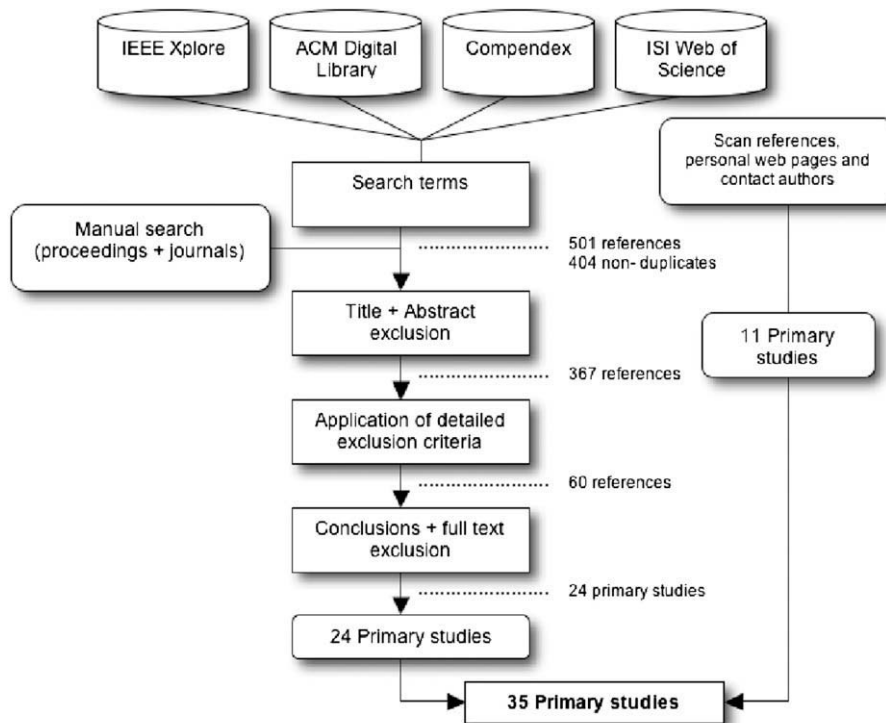 IEEE Xplore
ACM Digital
Library
Compendex
ISI Web of
Science
Scan references,
personal web pages and
contact authors
Search terms
Manual search
(proceedings + journals)
501 references
404 non- duplicates
Title + Abstract
exclusion
11 Primary
studies
367 references
Application of detailed
exclusion criteria
60 references
Conclusions + full text
exclusion
24 primary studies
24 Primary studies
35 Primary studies